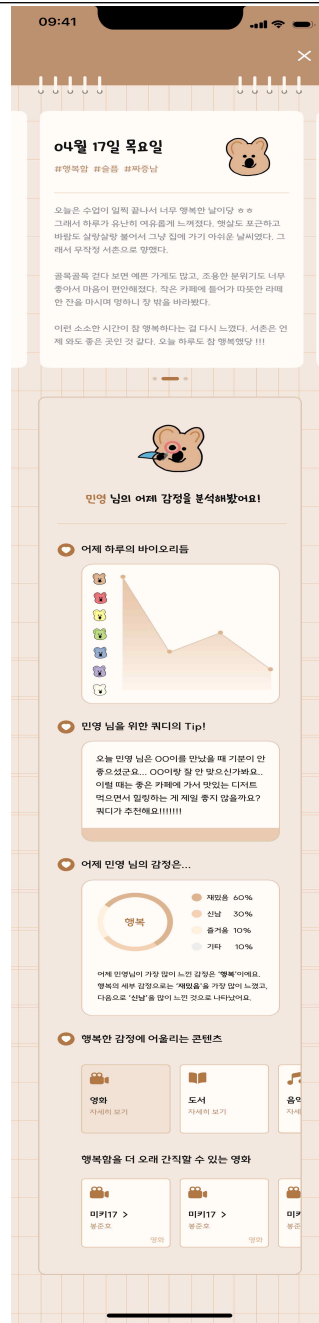 09:41
04월 17일 목요일
#행복함 #슬픔 #짜증남
오늘은 수업이 일찍 끝나서 너무 행복한 날이당 ㅎㅎ
그래서 하루가 유난히 여유롭게 느껴졌다. 햇살도 포근하고
바람도 살랑살랑 불어서 그냥 집에 가기 아쉬운 날씨였다. 그
래서 무작정 서촌으로 향했다.
골목골목 걷다 보면 예쁜 가게도 많고, 조용한 분위기도 너무
좋아서 마음이 편안해졌다. 작은 카페에 들어가 따뜻한 라떼
한 잔을 마시며 멍하니 창 밖을 바라봤다.
이런 소소한 시간이 참 행복하다는 걸 다시 느꼈다. 서촌은 언
제 와도 좋은 곳인 것 같다. 오늘 하루도 참 행복했당 !!!
민영 님의 어제 감정을 분석해봤어요!
어제 하루의 바이오리듬
민영 님을 위한 쿼디의 Tip!
오늘 민영 님은 OO이를 만났을 때 기분이 안
좋으셨군요... OO이랑 잘 안 맞으신가봐요..
이럴 때는 좋은 카페에 가서 맛있는 디저트
먹으면서 힐링하는 게 제일 좋지 않을까요?
쿼디가 추천해요!!!!!!!
어제 민영 님의 감정은...
행복
재밌음 60%
신남 30%
즐거움 10%
기타 10%
어제 민영님이 가장 많이 느낀 감정은 '행복'이에요.
행복의 세부 감정으로는 '재밌음'을 가장 많이 느꼈고,
다음으로 '신남'을 많이 느낀 것으로 나타났어요.
행복한 감정에 어울리는 콘텐츠
영화 도서 음악
자세히 보기 자세히 보기 자세
행복함을 더 오래 간직할 수 있는 영화
미키17 > 미키17 > 미키
봉준호 봉준호 봉준
영화 영화